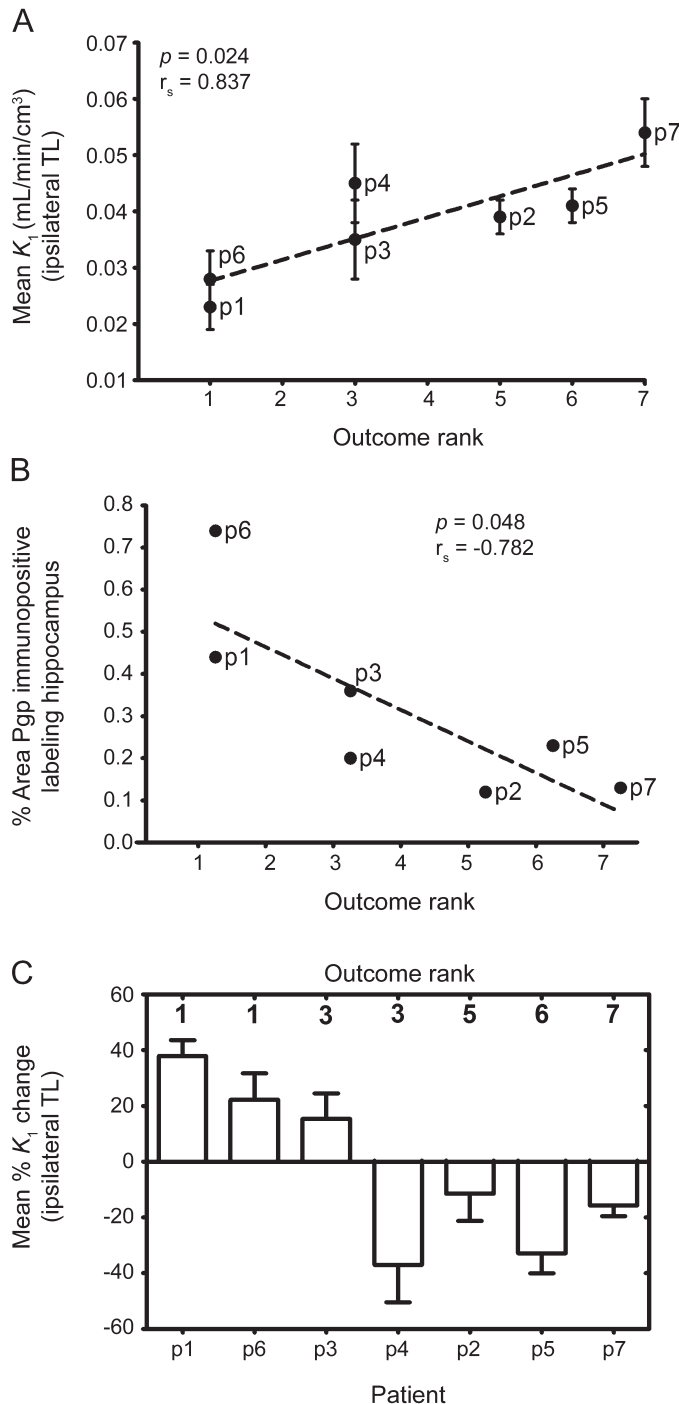 A
0.07
0.06
0.05
0.04
0.03
0.02
0.01
Mean K1 (mL/min/cm³)
(ipsilateral TL)
p = 0.024
rs = 0.837
p7
p4
p2
p5
p6
p3
p1
1 2 3 4 5 6 7
Outcome rank
B
0.8
0.7
0.6
0.5
0.4
0.3
0.2
0.1
0.0
% Area Pgp immunopositive
labeling hippocampus
p = 0.048
rs = -0.782
p6
p1
p3
p4
p5
p2
p7
1 2 3 4 5 6 7
Outcome rank
C
Outcome rank
1 1 3 3 5 6 7
60
40
20
0
-20
-40
-60
Mean % K1 change
(ipsilateral TL)
p1 p6 p3 p4 p2 p5 p7
Patient